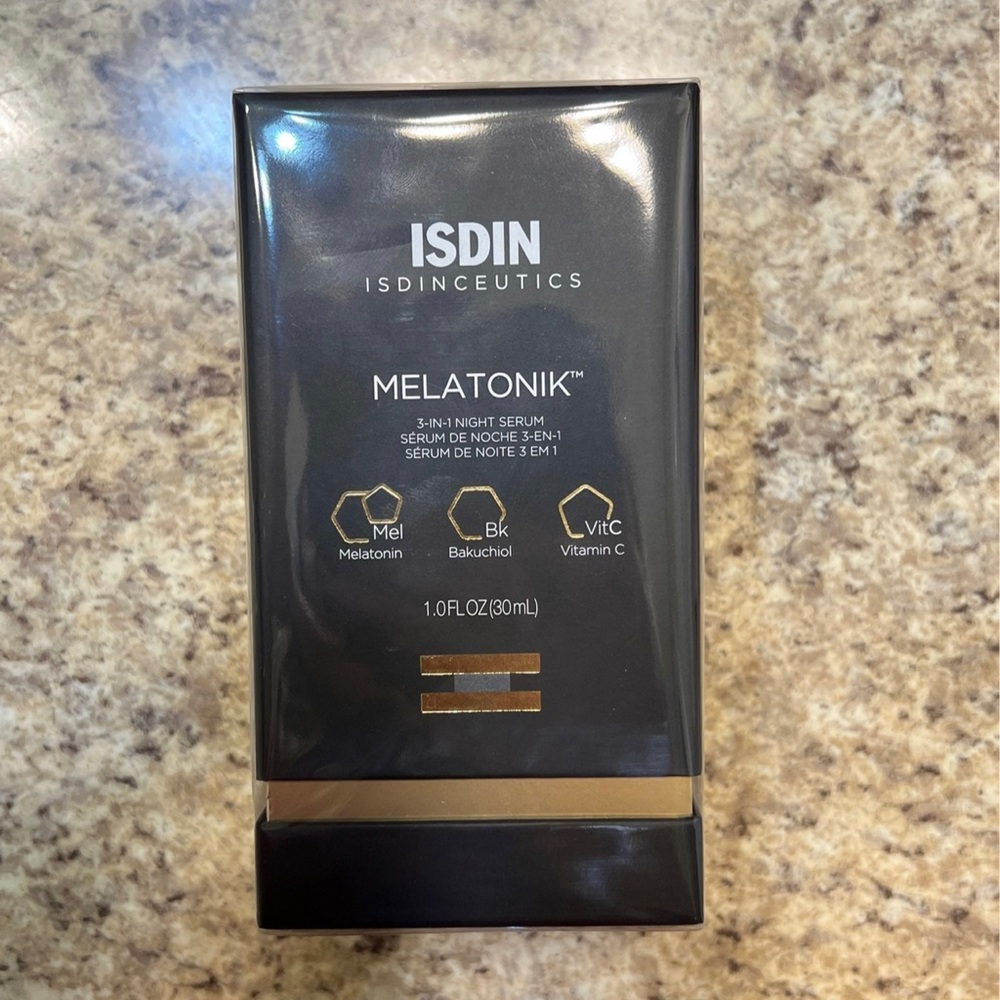 ISDIN
ISDINCEUTICS
MELATONIK™
3-IN-1 NIGHT SERUM
SÉRUM DE NOCHE 3-EN-1
SÉRUM DE NOITE 3 EM 1
Mel Bk VitC
Melatonin Bakuchiol Vitamin C
1.0 FL OZ (30 mL)